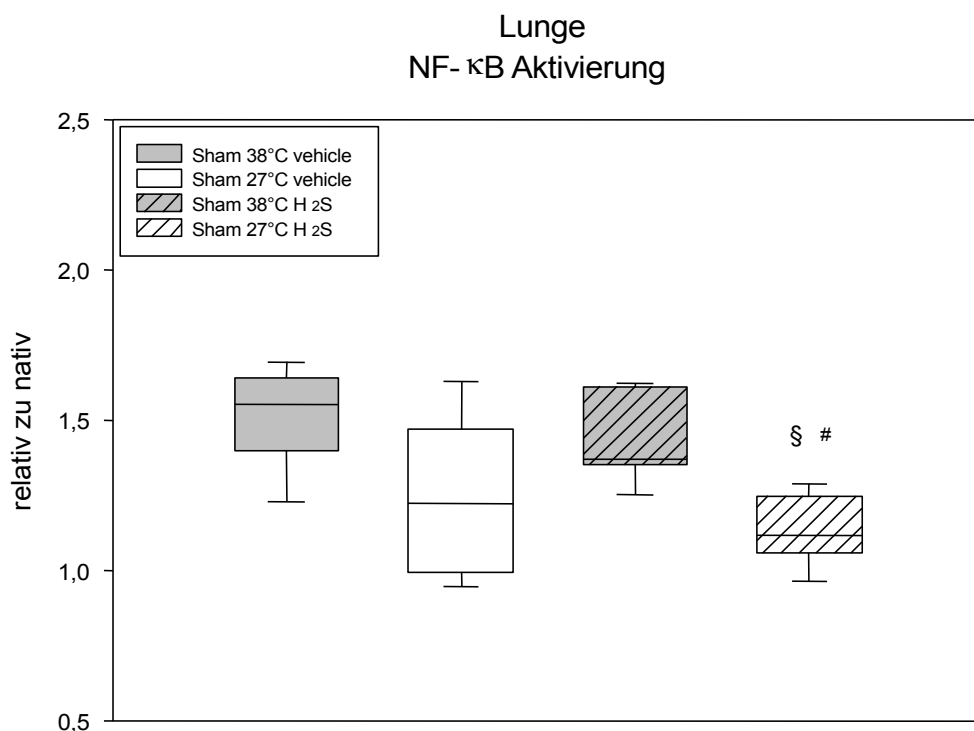 Lunge
NF-κB Aktivierung
2,5
Sham 38°C vehicle
Sham 27°C vehicle
Sham 38°C H 2S
Sham 27°C H 2S
2,0
relativ zu nativ
1,5
§ #
1,0
0,5